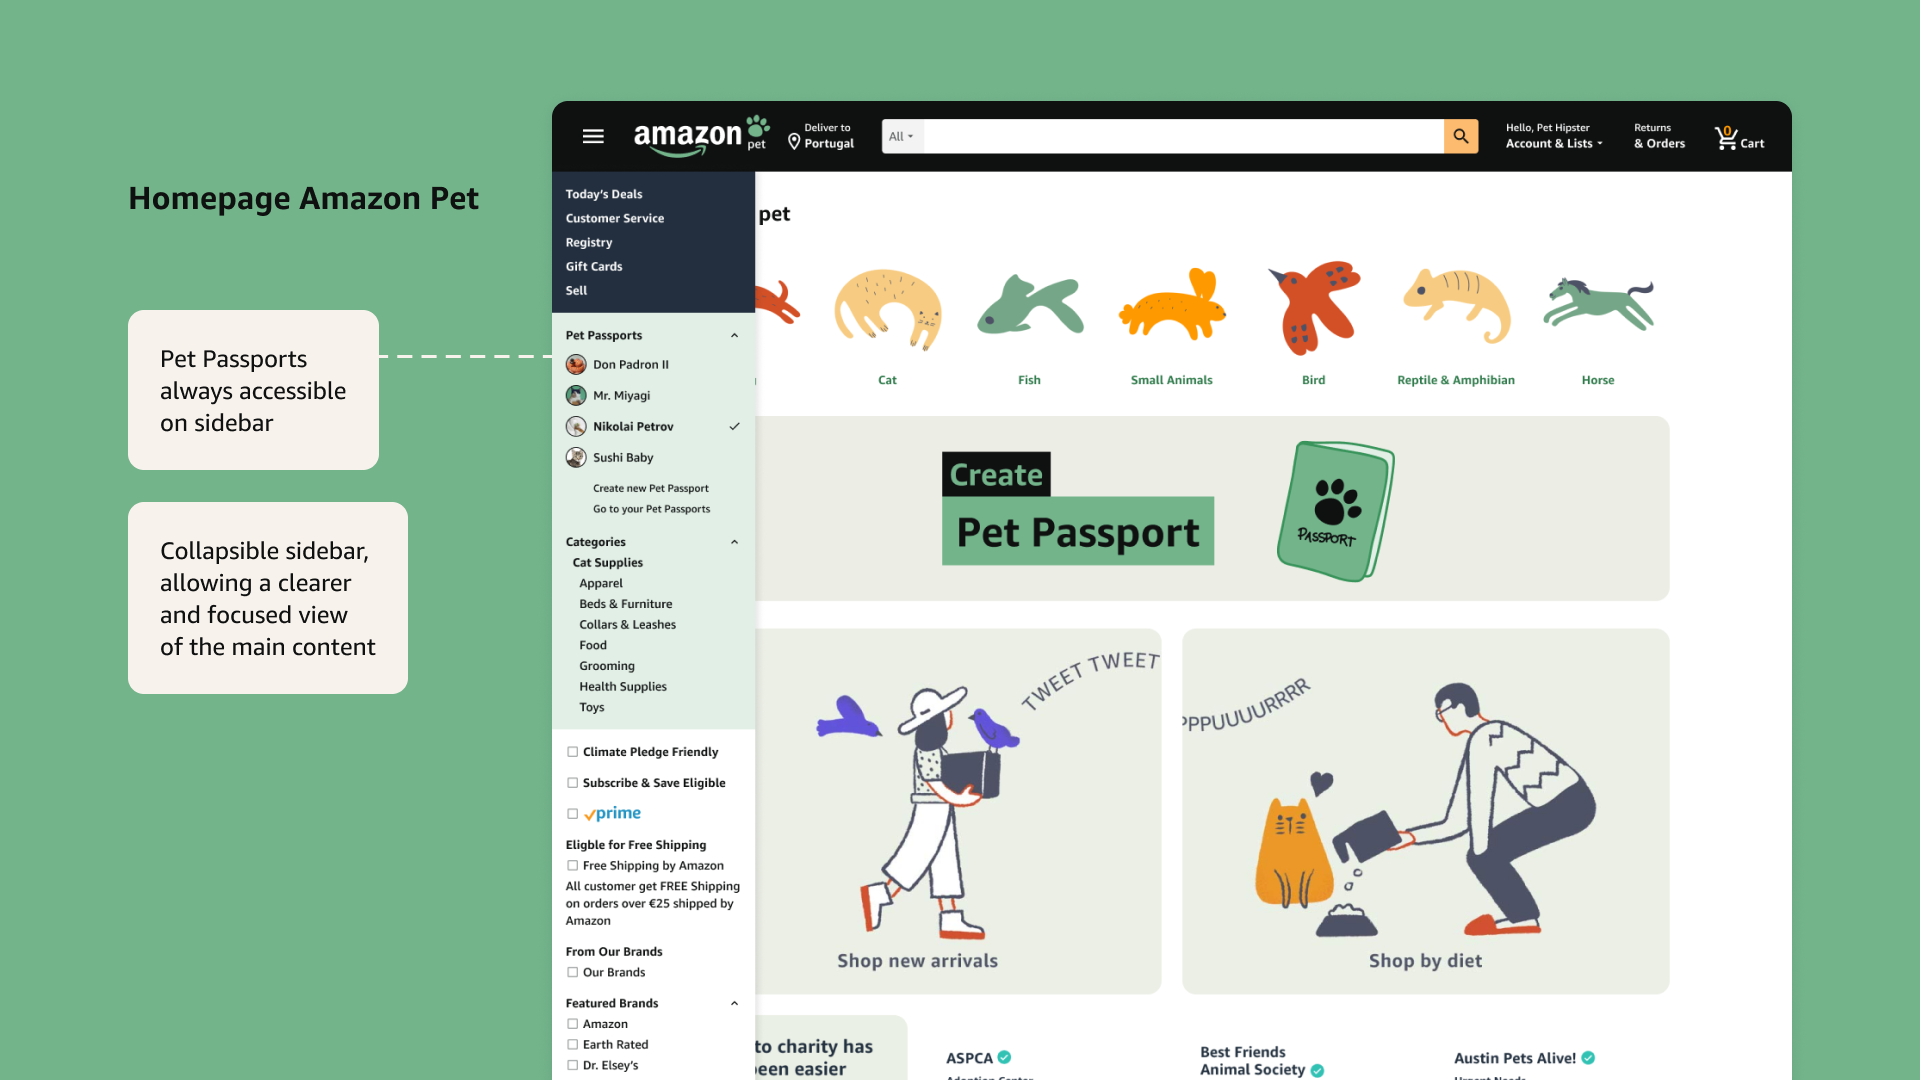 Homepage Amazon Pet
Pet Passports
always accessible
on sidebar
Collapsible sidebar,
allowing a clearer
and focused view
of the main content
amazon
pet
Deliver to
Portugal
All
Hello, Pet Hipster
Account & Lists
Returns
& Orders
0
Cart
Today's Deals
Customer Service
Registry
Gift Cards
Sell
Pet Passports
Don Padron II
Mr. Miyagi
Nikolai Petrov
Sushi Baby
Create new Pet Passport
Go to your Pet Passports
Categories
Cat Supplies
Apparel
Beds & Furniture
Collars & Leashes
Food
Grooming
Health Supplies
Toys
Climate Pledge Friendly
Subscribe & Save Eligible
prime
Eligble for Free Shipping
Free Shipping by Amazon
All customer get FREE Shipping
on orders over €25 shipped by
Amazon
From Our Brands
Our Brands
Featured Brands
Amazon
Earth Rated
Dr. Elsey's
pet
Cat
Fish
Small Animals
Bird
Reptile & Amphibian
Horse
Create
Pet Passport
PASSPORT
TWEET TWEET
Shop new arrivals
PPPUUUURRRR
Shop by diet
to charity has
been easier
ASPCA
Adoption Center
Best Friends
Animal Society
Austin Pets Alive!
Urgent Needs